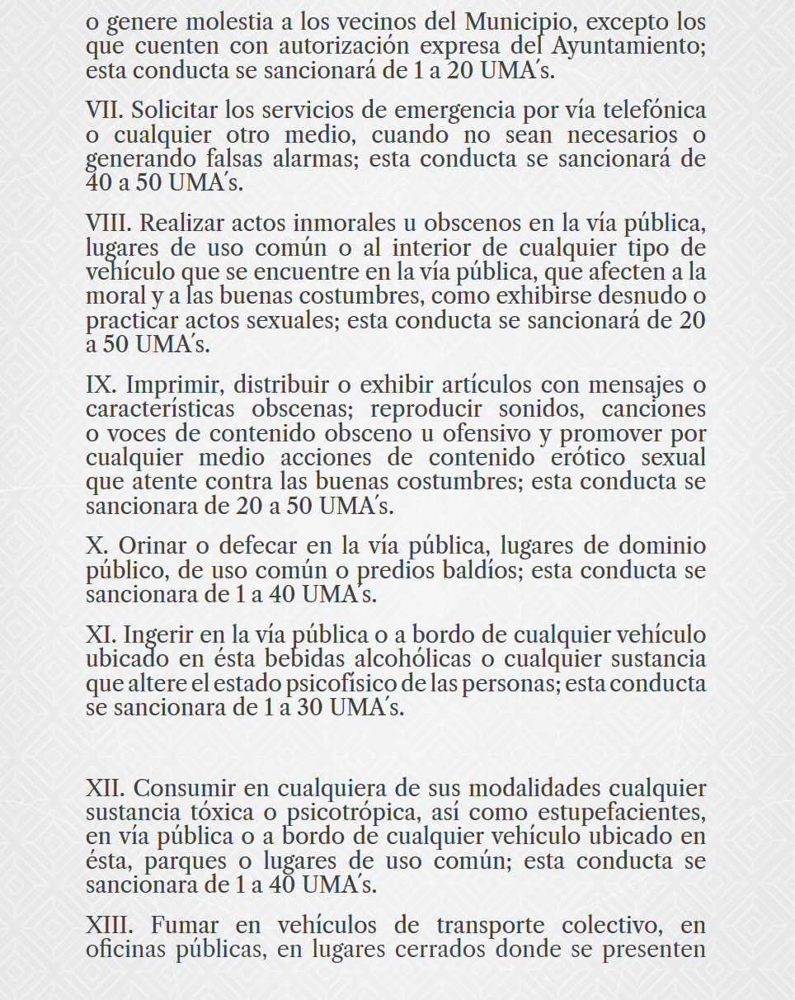 o genere molestia a los vecinos del Municipio, excepto los
que cuenten con autorización expresa del Ayuntamiento;
esta conducta se sancionará de 1 a 20 UMA´s.
VII. Solicitar los servicios de emergencia por vía telefónica
o cualquier otro medio, cuando no sean necesarios o
generando falsas alarmas; esta conducta se sancionará de
40 a 50 UMA´s.
VIII. Realizar actos inmorales u obscenos en la vía pública,
lugares de uso común o al interior de cualquier tipo de
vehículo que se encuentre en la vía pública, que afecten a la
moral y a las buenas costumbres, como exhibirse desnudo o
practicar actos sexuales; esta conducta se sancionará de 20
a 50 UMA´s.
IX. Imprimir, distribuir o exhibir artículos con mensajes o
características obscenas; reproducir sonidos, canciones
o voces de contenido obsceno u ofensivo y promover por
cualquier medio acciones de contenido erótico sexual
que atente contra las buenas costumbres; esta conducta se
sancionara de 20 a 50 UMA´s.
X. Orinar o defecar en la vía pública, lugares de dominio
público, de uso común o predios baldíos; esta conducta se
sancionara de 1 a 40 UMA´s.
XI. Ingerir en la vía pública o a bordo de cualquier vehículo
ubicado en ésta bebidas alcohólicas o cualquier sustancia
que altere el estado psicofísico de las personas; esta conducta
se sancionara de 1 a 30 UMA´s.
XII. Consumir en cualquiera de sus modalidades cualquier
sustancia tóxica o psicotrópica, así como estupefacientes,
en vía pública o a bordo de cualquier vehículo ubicado en
ésta, parques o lugares de uso común; esta conducta se
sancionara de 1 a 40 UMA´s.
XIII. Fumar en vehículos de transporte colectivo, en
oficinas públicas, en lugares cerrados donde se presenten